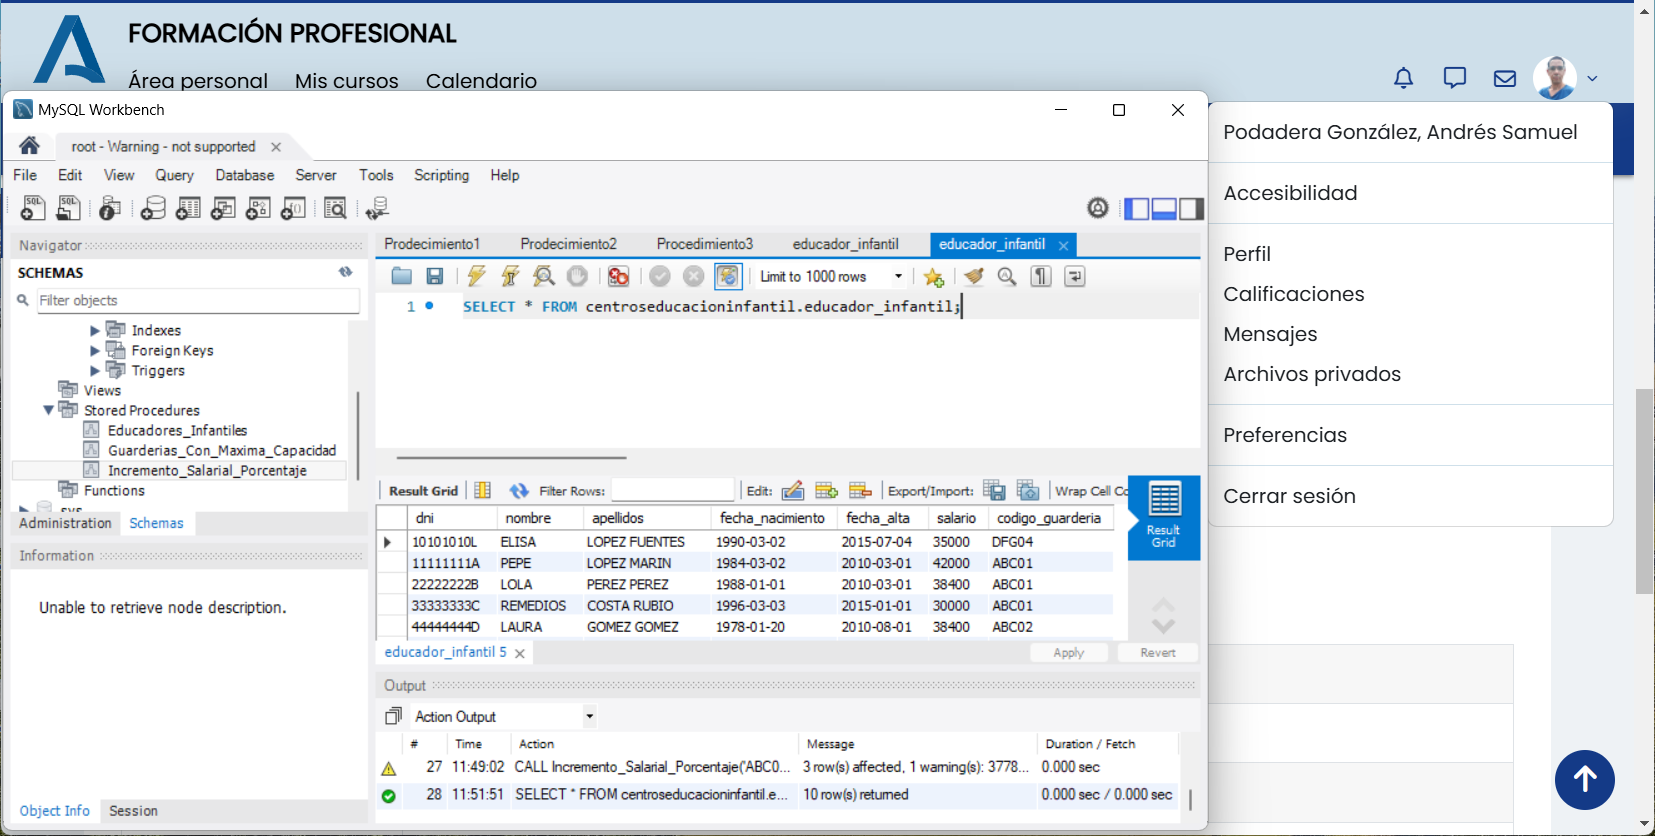 FORMACIÓN PROFESIONAL
Área personal Mis cursos Calendario
MySQL Workbench
root - Warning - not supported
File Edit View Query Database Server Tools Scripting Help
Navigator
SCHEMAS
Filter objects
Indexes
Foreign Keys
Triggers
Views
Stored Procedures
Educadores_Infantiles
Guarderias_Con_Maxima_Capacidad
Incremento_Salarial_Porcentaje
Functions
sys
Administration Schemas
Information
Unable to retrieve node description.
Object Info Session
Prodecimiento1 Prodecimiento2 Procedimiento3 educador_infantil educador_infantil
Limit to 1000 rows
1 SELECT * FROM centroseducacioninfantil.educador_infantil;
Result Grid Filter Rows: Edit: Export/Import: Wrap Cell Co
dni nombre apellidos fecha_nacimiento fecha_alta salario codigo_guarderia
10101010L ELISA LOPEZ FUENTES 1990-03-02 2015-07-04 35000 DFG04
11111111A PEPE LOPEZ MARIN 1984-03-02 2010-03-01 42000 ABC01
22222222B LOLA PEREZ PEREZ 1988-01-01 2010-03-01 38400 ABC01
33333333C REMEDIOS COSTA RUBIO 1996-03-03 2015-01-01 30000 ABC01
44444444D LAURA GOMEZ GOMEZ 1978-01-20 2010-08-01 38400 ABC02
Result
Grid
educador_infantil 5 Apply Revert
Output
Action Output
# Time Action Message Duration / Fetch
27 11:49:02 CALL Incremento_Salarial_Porcentaje('ABC0... 3 row(s) affected, 1 warning(s): 3778... 0.000 sec
28 11:51:51 SELECT * FROM centroseducacioninfantil.e... 10 row(s) returned 0.000 sec / 0.000 sec
Podadera González, Andrés Samuel
Accesibilidad
Perfil
Calificaciones
Mensajes
Archivos privados
Preferencias
Cerrar sesión